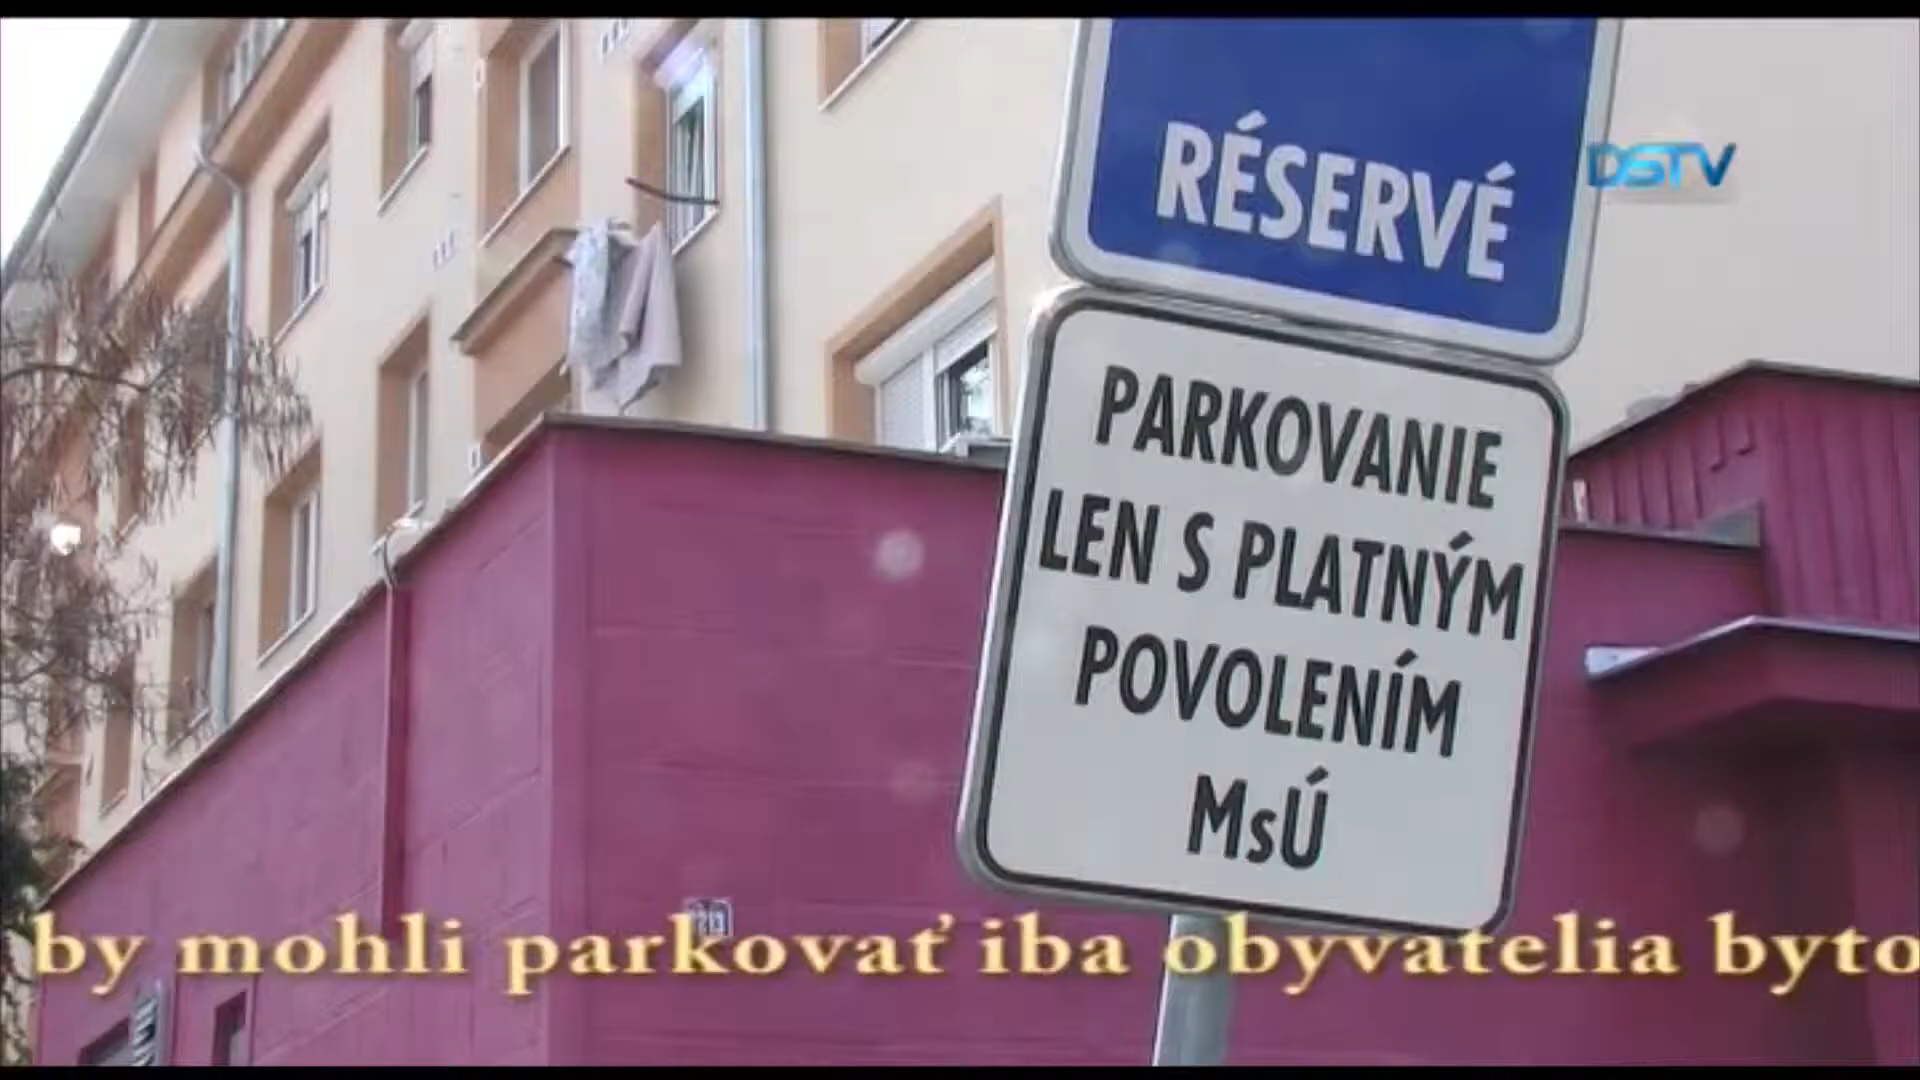 RÉSERVÉ
DSTV
PARKOVANIE
LEN S PLATNÝM
POVOLENÍM
MsÚ
by mohli parkovať iba obyvatelia byto